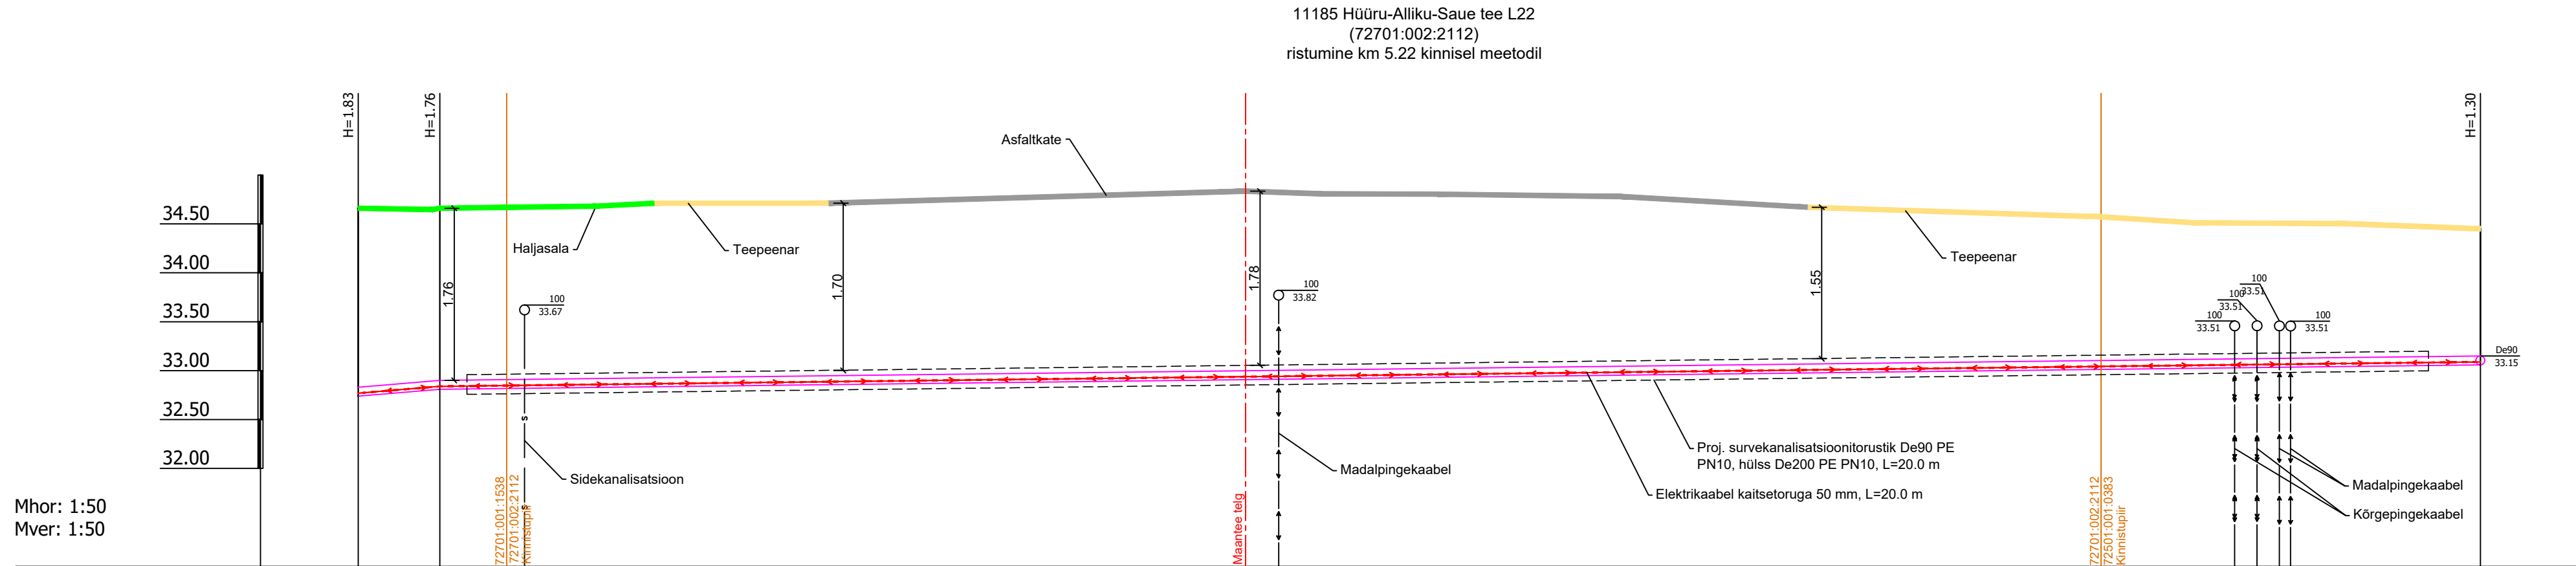 11185 Hüüru-Alliku-Saue tee L22
(72701:002:2112)
ristumine km 5.22 kinnisel meetodil
H=1.83
H=1.76
H=1.30
Asfaltkate
34.50
34.00
33.50
33.00
32.50
32.00
Haljasala
Teepeenar
Teepeenar
1.76
1.70
1.78
1.55
100
33.67
100
33.82
100
33.51
100
33.51
100
33.51
100
33.51
De90
33.15
s
s
Sidekanalisatsioon
Madalpingekaabel
Proj. survekanalisatsioonitorustik De90 PE
PN10, hülss De200 PE PN10, L=20.0 m
Elektrikaabel kaitsetoruga 50 mm, L=20.0 m
Madalpingekaabel
Kõrgepingekaabel
72701:001:1538
72701:002:2112
Kinnistupiir
Maantee telg
72701:002:2112
72501:001:0383
Kinnistupiir
Mhor: 1:50
Mver: 1:50